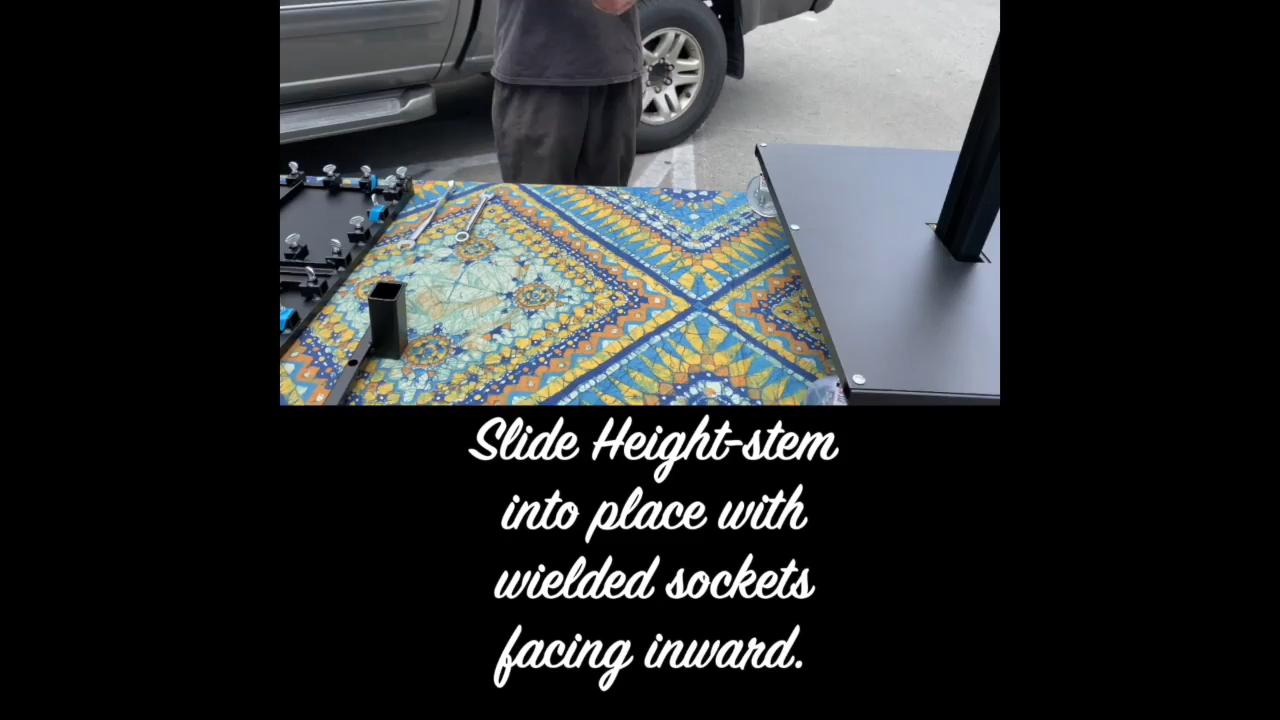 Slide Height-stem
into place with
wielded sockets
facing inward.